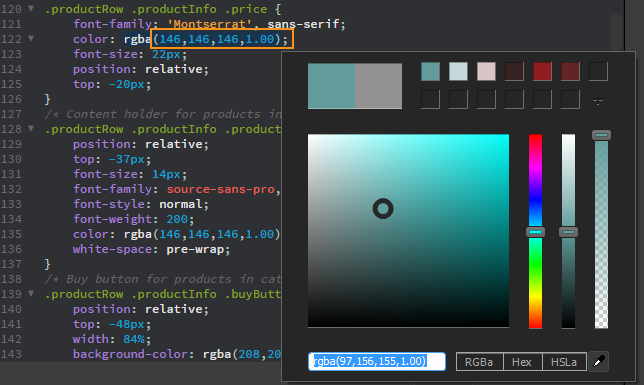 120 .productRow .productInfo .price {
121 font-family: 'Montserrat', sans-serif;
122 color: rgba(146,146,146,1.00);
123 font-size: 22px;
124 position: relative;
125 top: -20px;
126 }
127 /* Content holder for products in
128 .productRow .productInfo .product
129 position: relative;
130 top: -37px;
131 font-size: 14px;
132 font-family: source-sans-pro,
133 font-style: normal;
134 font-weight: 200;
135 color: rgba(146,146,146,1.00)
136 white-space: pre-wrap;
137 }
138 /* Buy button for products in cat
139 .productRow .productInfo .buyButt
140 position: relative;
141 top: -48px;
142 width: 84%;
143 background-color: rgba(208,20
rgba(97,156,155,1.00)
RGBa Hex HSLa